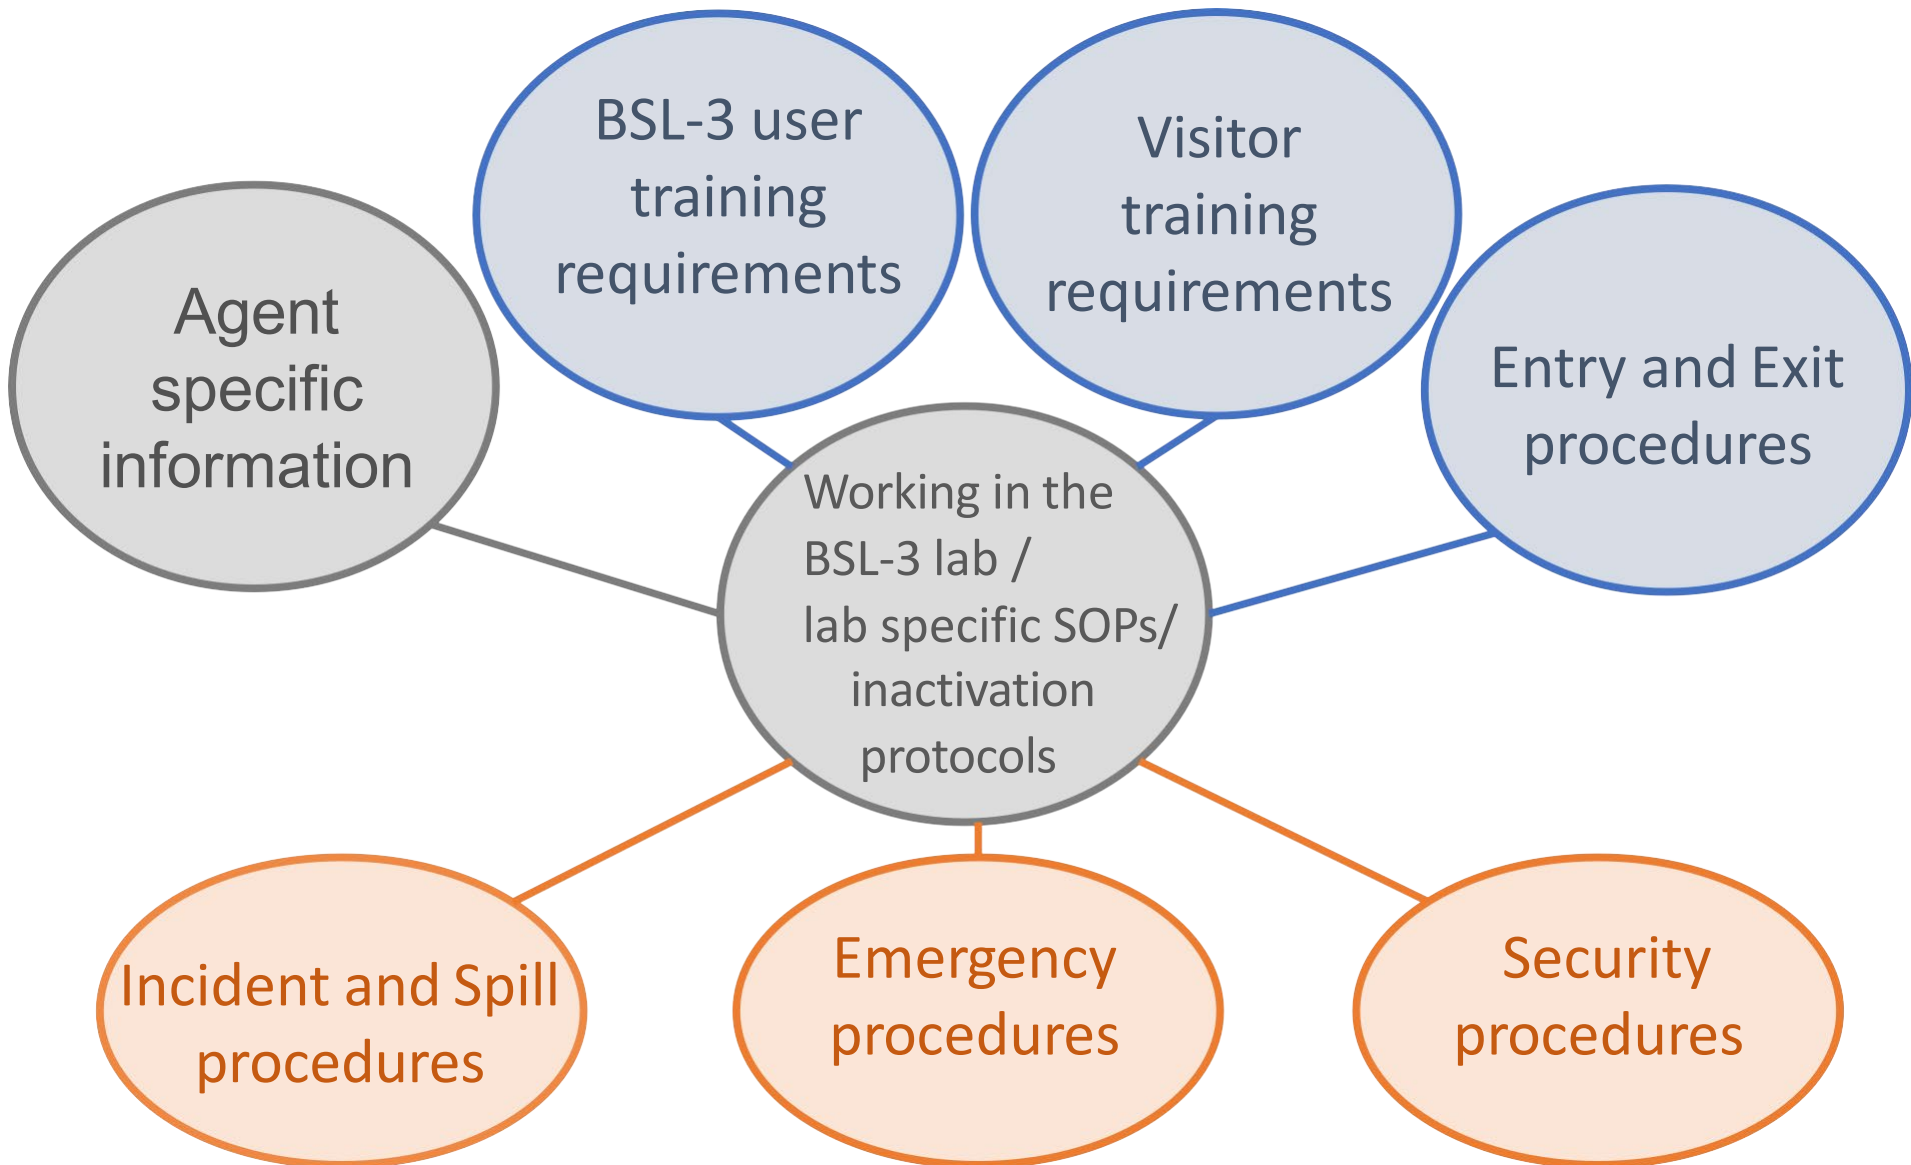 BSL-3 user
training
requirements
Visitor
training
requirements
Agent
specific
information
Entry and Exit
procedures
Working in the
BSL-3 lab /
lab specific SOPs/
inactivation
protocols
Incident and Spill
procedures
Emergency
procedures
Security
procedures